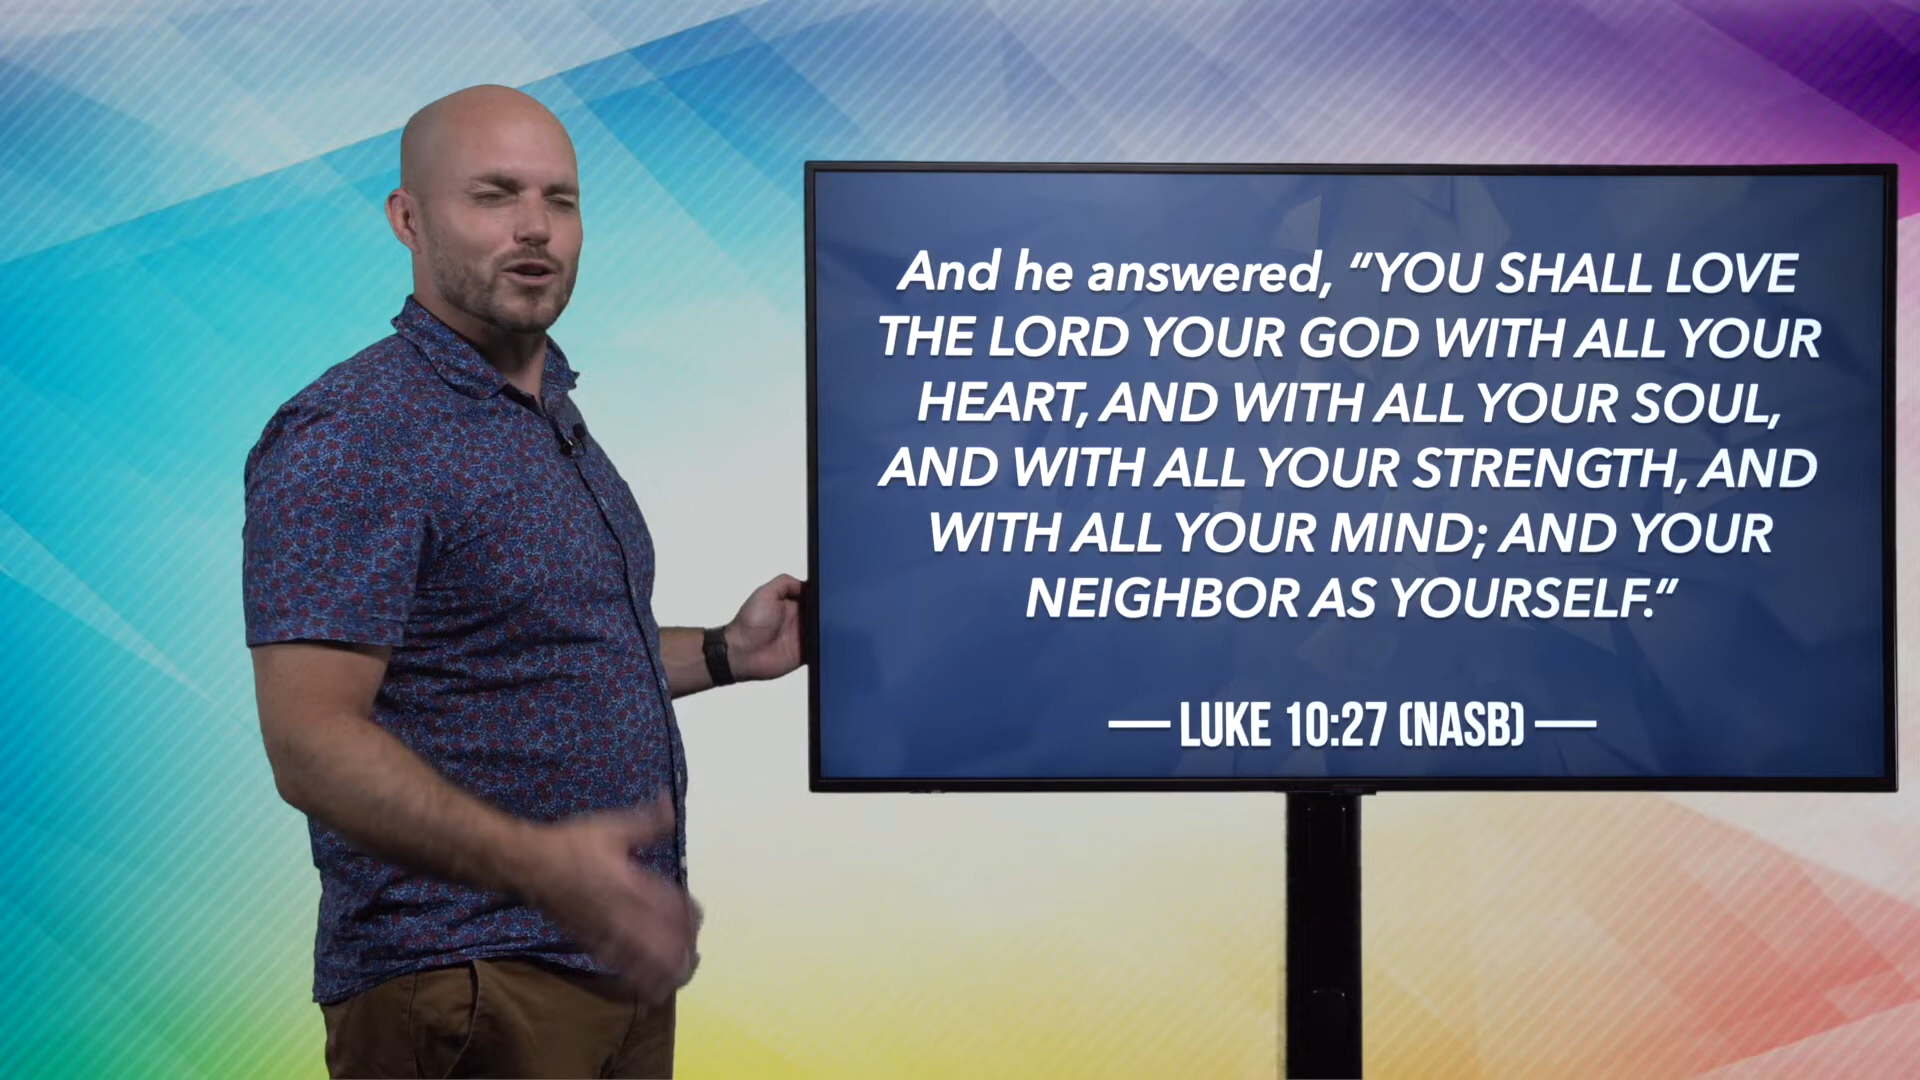 And he answered, “YOU SHALL LOVE
THE LORD YOUR GOD WITH ALL YOUR
HEART, AND WITH ALL YOUR SOUL,
AND WITH ALL YOUR STRENGTH, AND
WITH ALL YOUR MIND; AND YOUR
NEIGHBOR AS YOURSELF.”
— LUKE 10:27 (NASB) —